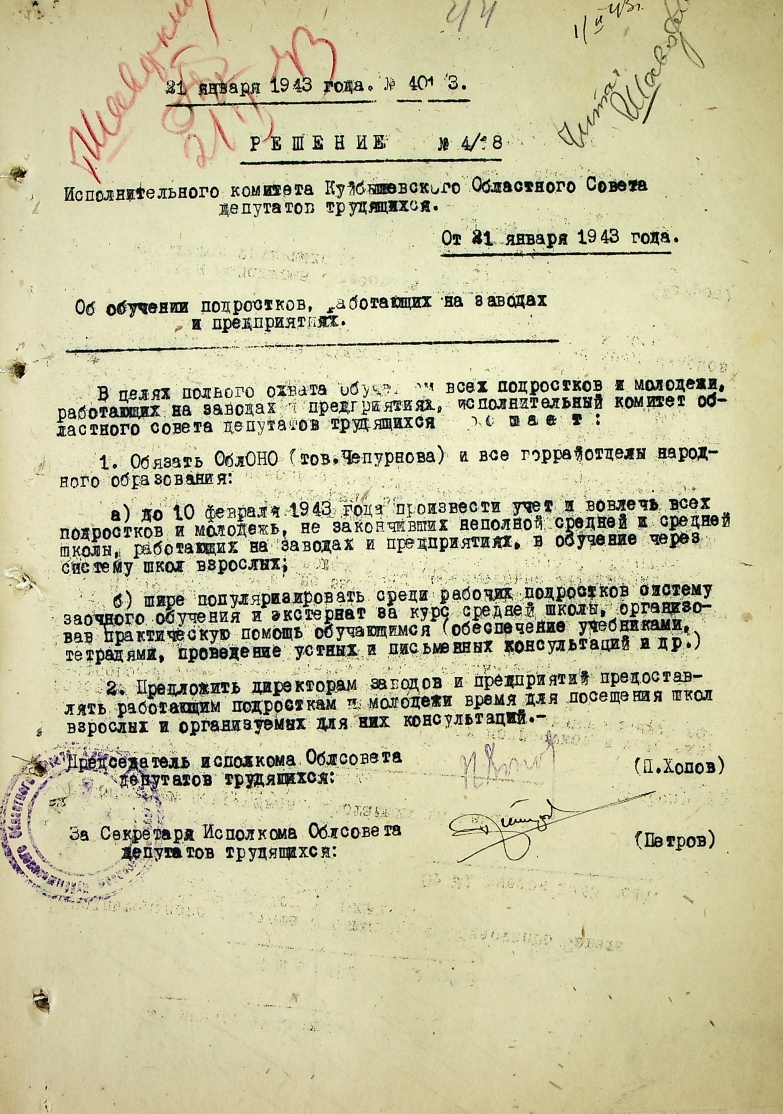 44
21 января 1943 года. № 401 3.
РЕШЕНИЕ № 4/18
Исполнительного комитета Куйбышевского Областного Совета
депутатов трудящихся.
От 21 января 1943 года.
Об обучении подростков, работающих на заводах
и предприятиях.
В целях полного охвата обучением всех подростков и молодежи,
работающих на заводах и предприятиях, исполнительный комитет об-
ластного совета депутатов трудящихся решает:
1. Обязать ОблОНО (тов.Чепурнова) и все горрайотделы народ-
ного образования:
а) до 10 февраля 1943 года произвести учет и вовлечь всех
подростков и молодежь, не закончивших неполной средней и средней
школы, работающих на заводах и предприятиях, в обучение через
систему школ взрослых;
б) шире популяризировать среди рабочих подростков систему
заочного обучения и экстернат за курс средней школы, организо-
вав практическую помощь обучающимся (обеспечение учебниками,
тетрадями, проведение устных и письменных консультаций и др.)
2. Предложить директорам заводов и предприятий предостав-
лять работающим подросткам и молодежи время для посещения школ
взрослых и организуемых для них консультаций.-
Председатель исполкома Облсовета
депутатов трудящихся: (П.Хопов)
За Секретаря Исполкома Облсовета
депутатов трудящихся: (Петров)